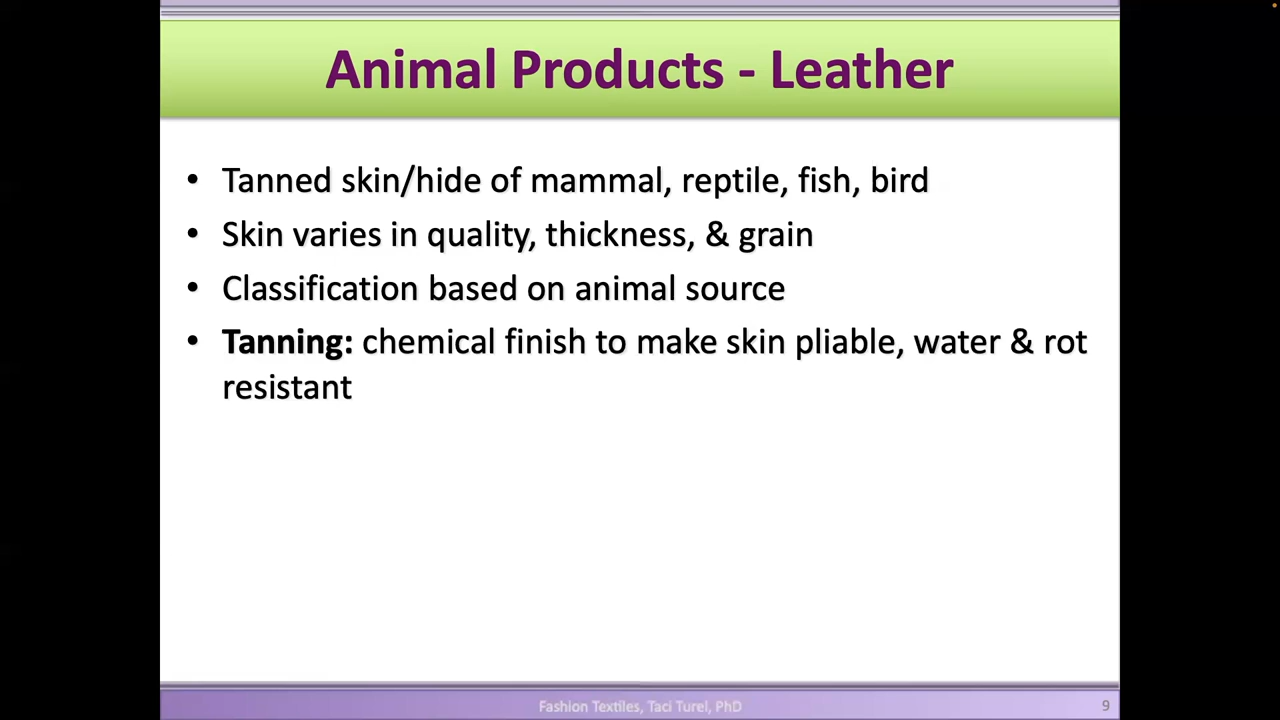 Animal Products - Leather
• Tanned skin/hide of mammal, reptile, fish, bird
• Skin varies in quality, thickness, & grain
• Classification based on animal source
• Tanning: chemical finish to make skin pliable, water & rot
resistant
Fashion Textiles, Taci Turel, PhD
9